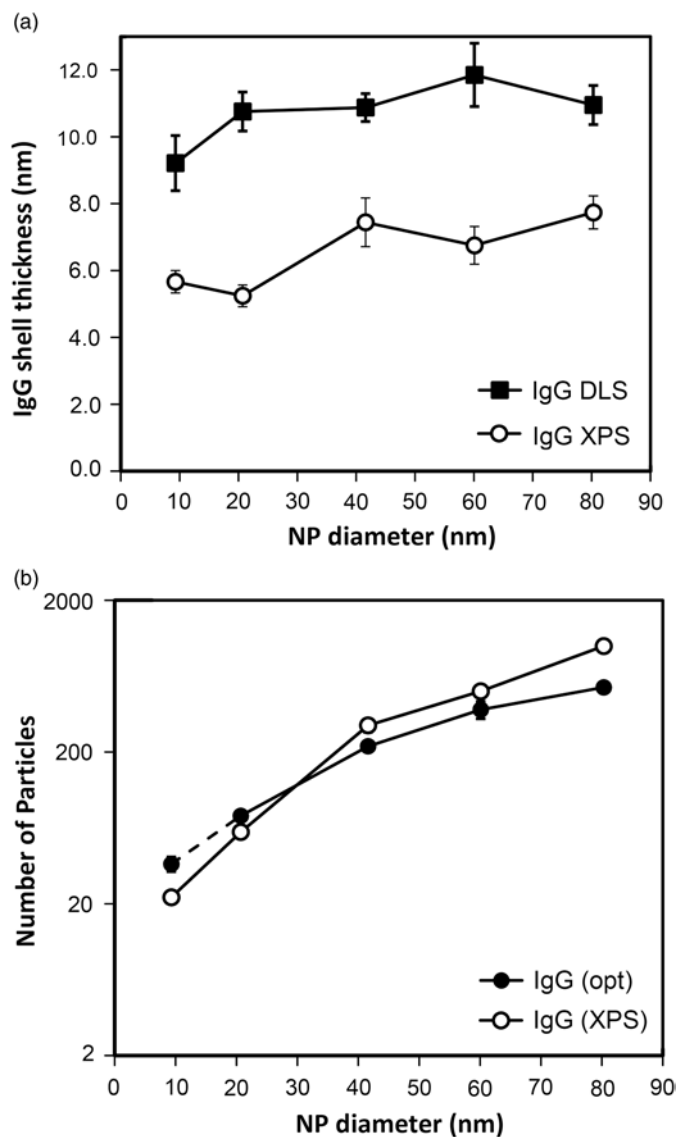 (a)
12.0
10.0
8.0
6.0
4.0
2.0
0.0
IgG shell thickness (nm)
IgG DLS
IgG XPS
0 10 20 30 40 50 60 70 80 90
NP diameter (nm)
(b)
2000
200
20
2
Number of Particles
IgG (opt)
IgG (XPS)
0 10 20 30 40 50 60 70 80 90
NP diameter (nm)